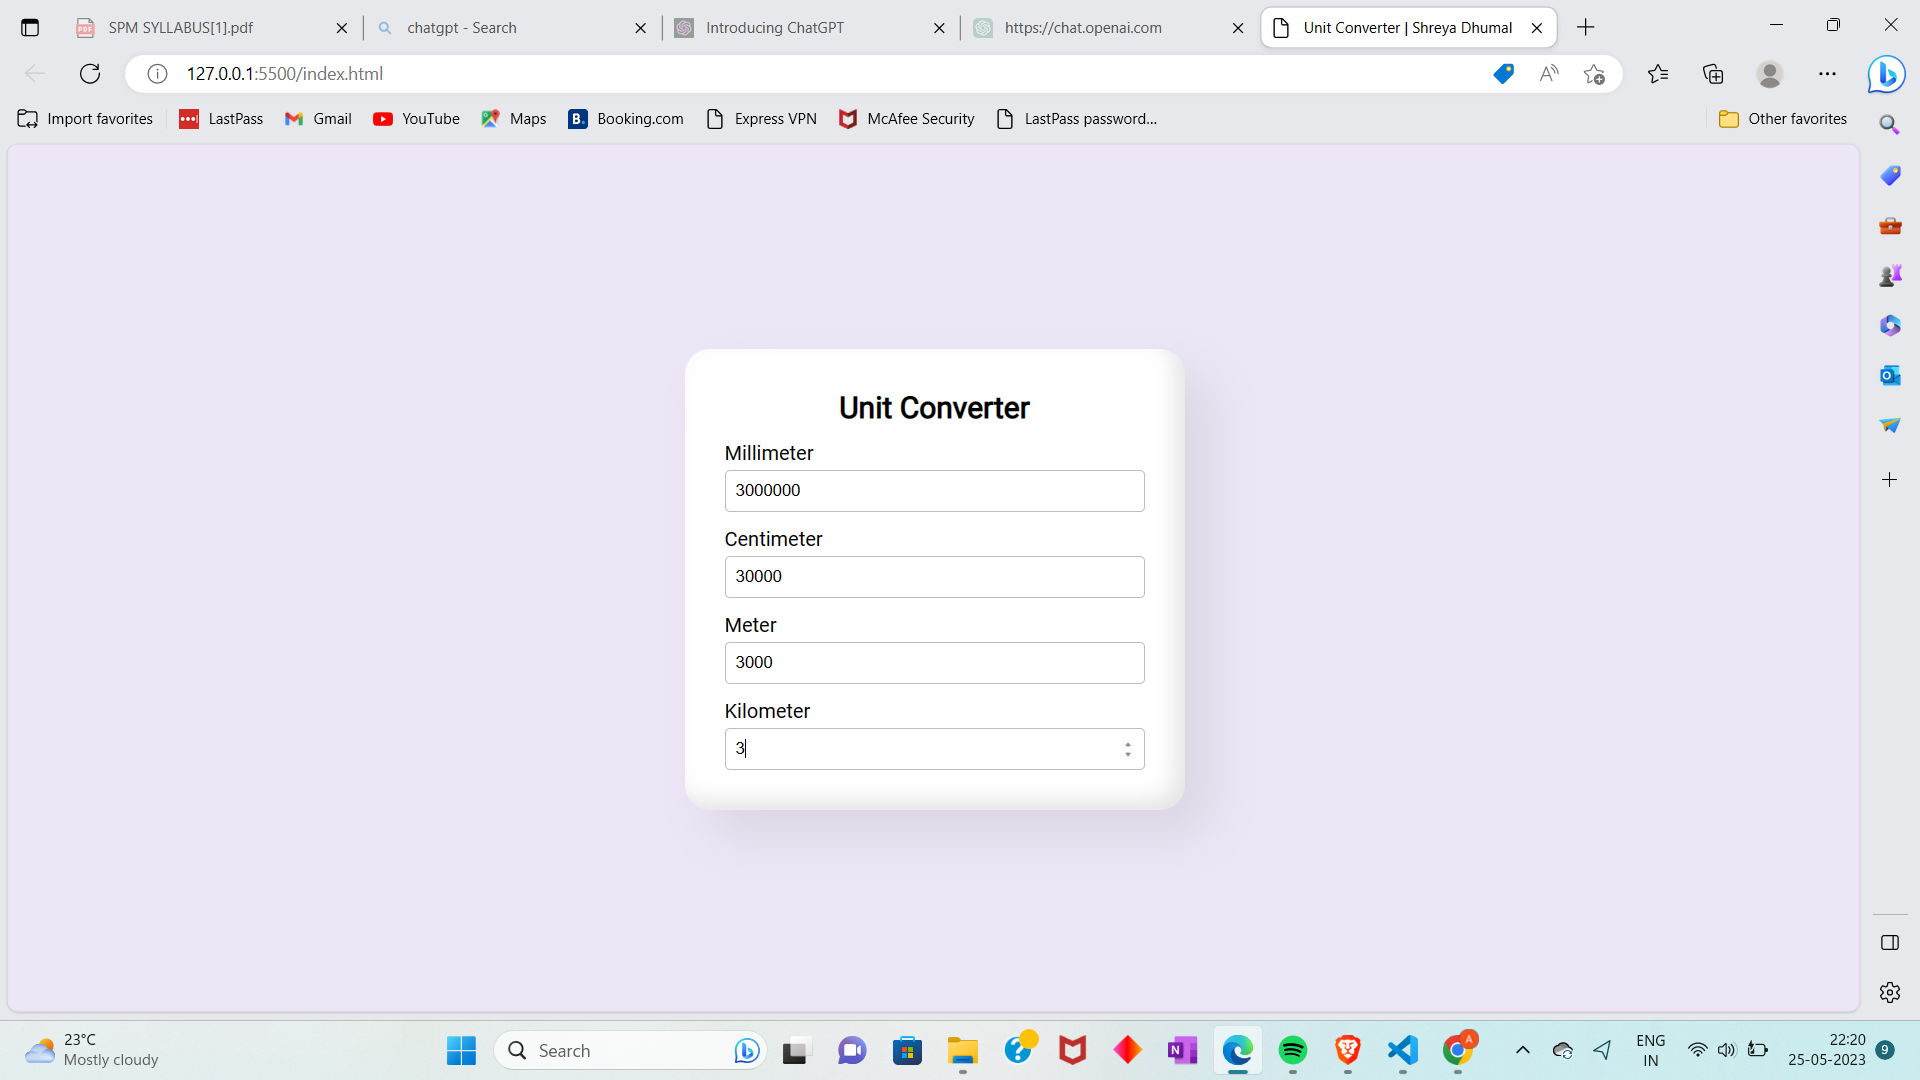 SPM SYLLABUS[1].pdf
chatgpt - Search
Introducing ChatGPT
https://chat.openai.com
Unit Converter | Shreya Dhumal
127.0.0.1:5500/index.html
Import favorites
LastPass
Gmail
YouTube
Maps
Booking.com
Express VPN
McAfee Security
LastPass password...
Other favorites
Unit Converter
Millimeter
3000000
Centimeter
30000
Meter
3000
Kilometer
3
23°C
Mostly cloudy
Search
ENG
IN
22:20
25-05-2023
9